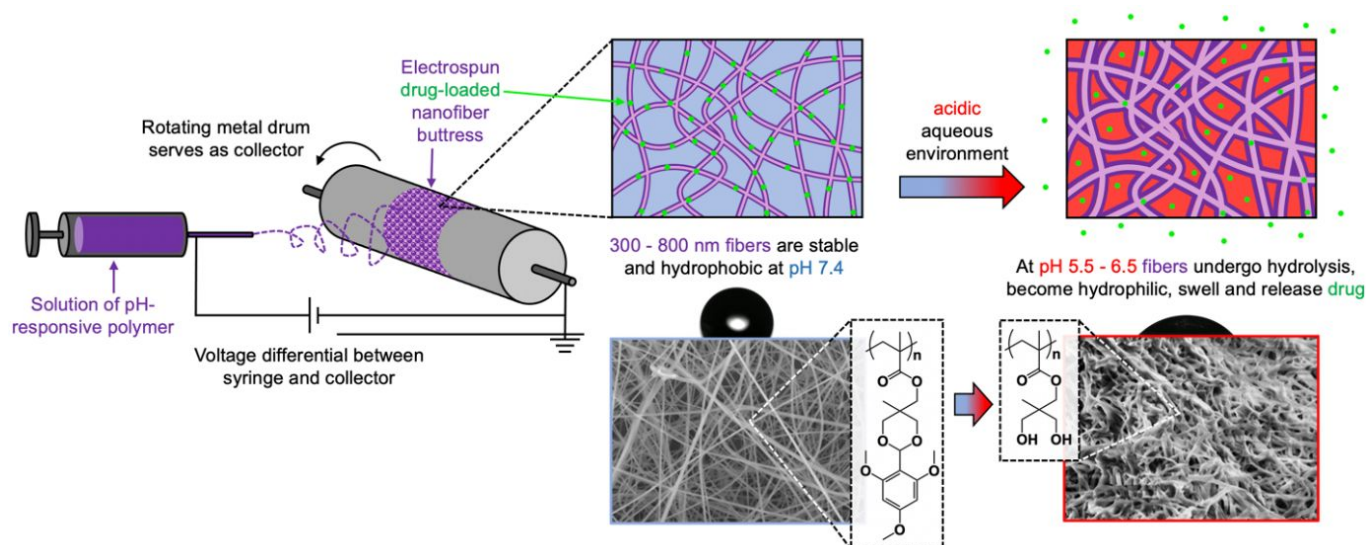 Electrospun
drug-loaded
nanofiber
buttress
Rotating metal drum
serves as collector
Solution of pH-
responsive polymer
Voltage differential between
syringe and collector
acidic
aqueous
environment
300 - 800 nm fibers are stable
and hydrophobic at pH 7.4
At pH 5.5 - 6.5 fibers undergo hydrolysis,
become hydrophilic, swell and release drug
n
O
O
O
O
O
O
O
n
O
O
OH
OH